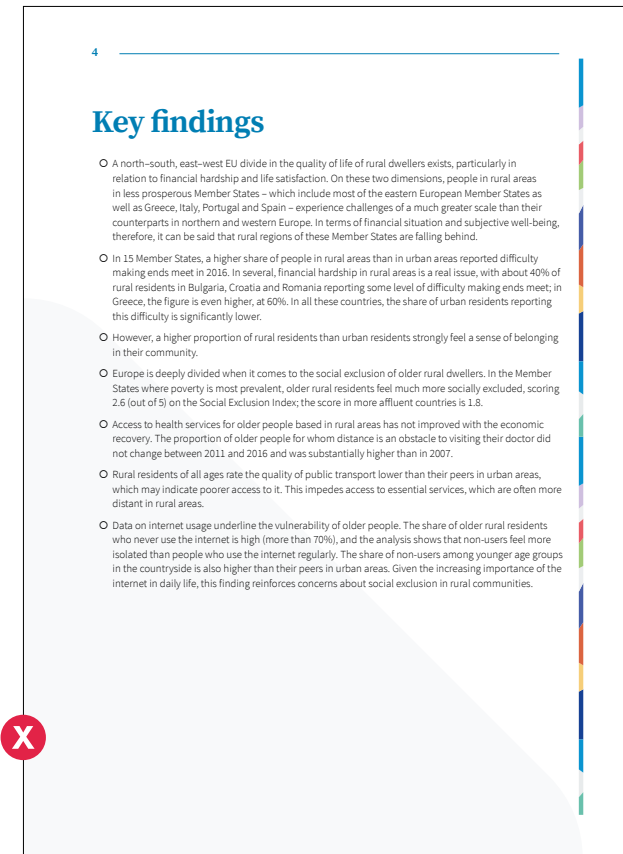 4
Key findings
O A north–south, east–west EU divide in the quality of life of rural dwellers exists, particularly in
relation to financial hardship and life satisfaction. On these two dimensions, people in rural areas
in less prosperous Member States – which include most of the eastern European Member States as
well as Greece, Italy, Portugal and Spain – experience challenges of a much greater scale than their
counterparts in northern and western Europe. In terms of financial situation and subjective well-being,
therefore, it can be said that rural regions of these Member States are falling behind.
O In 15 Member States, a higher share of people in rural areas than in urban areas reported difficulty
making ends meet in 2016. In several, financial hardship in rural areas is a real issue, with about 40% of
rural residents in Bulgaria, Croatia and Romania reporting some level of difficulty making ends meet; in
Greece, the figure is even higher, at 60%. In all these countries, the share of urban residents reporting
this difficulty is significantly lower.
O However, a higher proportion of rural residents than urban residents strongly feel a sense of belonging
in their community.
O Europe is deeply divided when it comes to the social exclusion of older rural dwellers. In the Member
States where poverty is most prevalent, older rural residents feel much more socially excluded, scoring
2.6 (out of 5) on the Social Exclusion Index; the score in more affluent countries is 1.8.
O Access to health services for older people based in rural areas has not improved with the economic
recovery. The proportion of older people for whom distance is an obstacle to visiting their doctor did
not change between 2011 and 2016 and was substantially higher than in 2007.
O Rural residents of all ages rate the quality of public transport lower than their peers in urban areas,
which may indicate poorer access to it. This impedes access to essential services, which are often more
distant in rural areas.
O Data on internet usage underline the vulnerability of older people. The share of older rural residents
who never use the internet is high (more than 70%), and the analysis shows that non-users feel more
isolated than people who use the internet regularly. The share of non-users among younger age groups
in the countryside is also higher than their peers in urban areas. Given the increasing importance of the
internet in daily life, this finding reinforces concerns about social exclusion in rural communities.
X